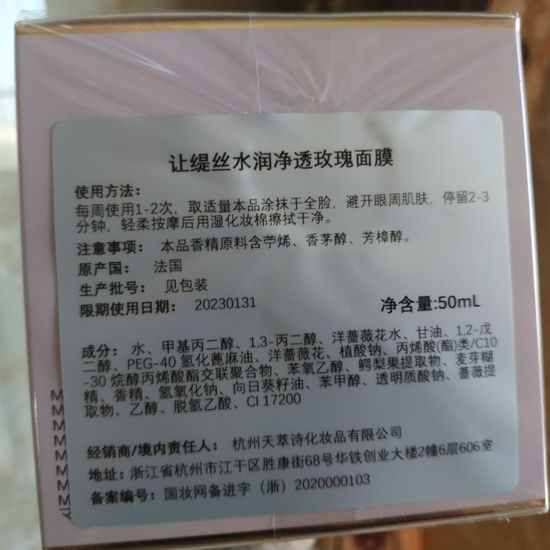 让缇丝水润净透玫瑰面膜
使用方法：
每周使用1-2次，取适量本品涂抹于全脸，避开眼周肌肤，停留2-3
分钟，轻柔按摩后用湿化妆棉擦拭干净。
注意事项： 本品香精原料含苧烯、香茅醇、芳樟醇。
原产国： 法国
生产批号：见包装
限期使用日期： 20230131 净含量:50mL
成分： 水、甲基丙二醇、1,3-丙二醇、洋蔷薇花水、甘油、1,2-戊
二醇、PEG-40 氢化蓖麻油、洋蔷薇花、植酸钠、丙烯酸(酯)类/C10
-30 烷醇丙烯酸酯交联聚合物、苯氧乙醇、鳄梨果提取物、麦芽糊
精、香精、氢氧化钠、向日葵籽油、苯甲醇、透明质酸钠、蔷薇提
取物、乙醇、脱氢乙酸、CI 17200
经销商/境内责任人： 杭州天萃诗化妆品有限公司
地址：浙江省杭州市江干区胜康街68号华铁创业大楼2幢6层606室
备案编号：国妆网备进字（浙）2020000103